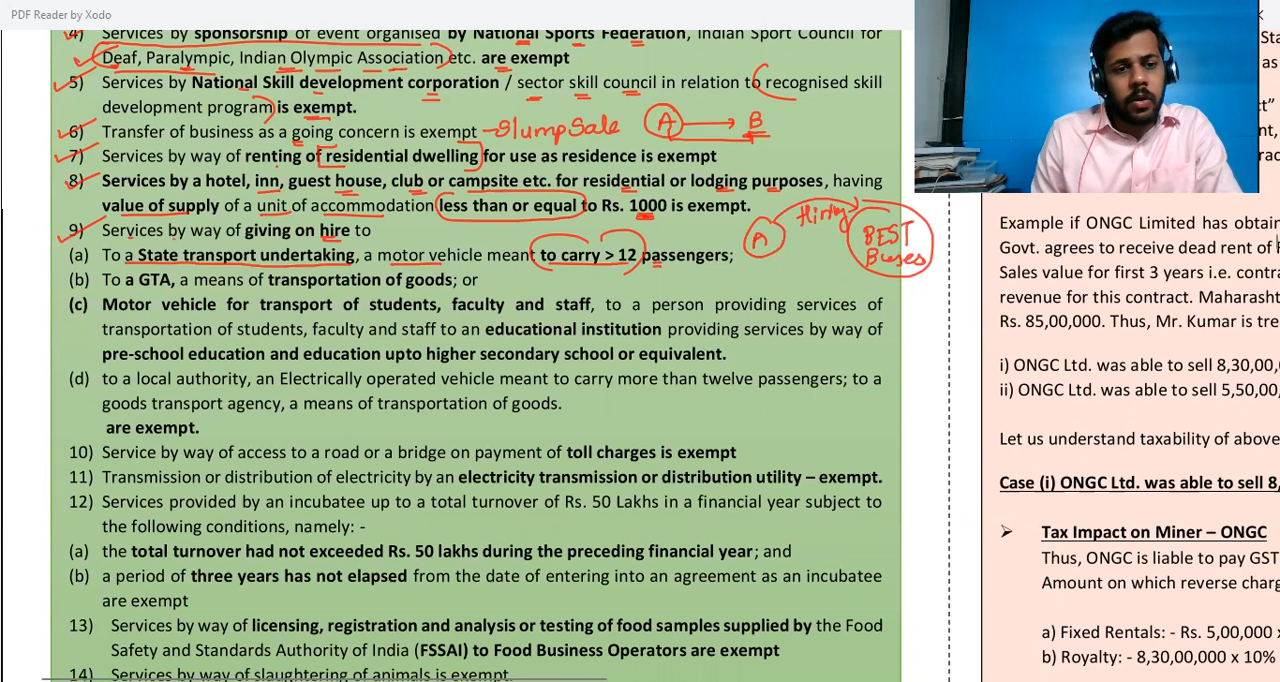 PDF Reader by Xodo
4) Services by sponsorship of event organised by National Sports Federation, Indian Sport Council for
Deaf, Paralympic, Indian Olympic Association etc. are exempt
5) Services by National Skill development corporation / sector skill council in relation to recognised skill
development program is exempt.
6) Transfer of business as a going concern is exempt – Slump Sale A B
7) Services by way of renting of residential dwelling for use as residence is exempt
8) Services by a hotel, inn, guest house, club or campsite etc. for residential or lodging purposes, having
value of supply of a unit of accommodation less than or equal to Rs. 1000 is exempt.
9) Services by way of giving on hire to
A Hiring BEST
Buses
(a) To a State transport undertaking, a motor vehicle meant to carry > 12 passengers;
(b) To a GTA, a means of transportation of goods; or
(c) Motor vehicle for transport of students, faculty and staff, to a person providing services of
transportation of students, faculty and staff to an educational institution providing services by way of
pre-school education and education upto higher secondary school or equivalent.
(d) to a local authority, an Electrically operated vehicle meant to carry more than twelve passengers; to a
goods transport agency, a means of transportation of goods.
are exempt.
10) Service by way of access to a road or a bridge on payment of toll charges is exempt
11) Transmission or distribution of electricity by an electricity transmission or distribution utility – exempt.
12) Services provided by an incubatee up to a total turnover of Rs. 50 Lakhs in a financial year subject to
the following conditions, namely: -
(a) the total turnover had not exceeded Rs. 50 lakhs during the preceding financial year; and
(b) a period of three years has not elapsed from the date of entering into an agreement as an incubatee
are exempt
13) Services by way of licensing, registration and analysis or testing of food samples supplied by the Food
Safety and Standards Authority of India (FSSAI) to Food Business Operators are exempt
14) Services by way of slaughtering of animals is exempt.
Sta
as
ct"
nt,
rac
Example if ONGC Limited has obtai
Govt. agrees to receive dead rent of
Sales value for first 3 years i.e. contra
revenue for this contract. Maharasht
Rs. 85,00,000. Thus, Mr. Kumar is tre
i) ONGC Ltd. was able to sell 8,30,00,
ii) ONGC Ltd. was able to sell 5,50,00,
Let us understand taxability of above
Case (i) ONGC Ltd. was able to sell 8,
➢ Tax Impact on Miner – ONGC
Thus, ONGC is liable to pay GST
Amount on which reverse charg
a) Fixed Rentals: - Rs. 5,00,000 x
b) Royalty: - 8,30,00,000 x 10%